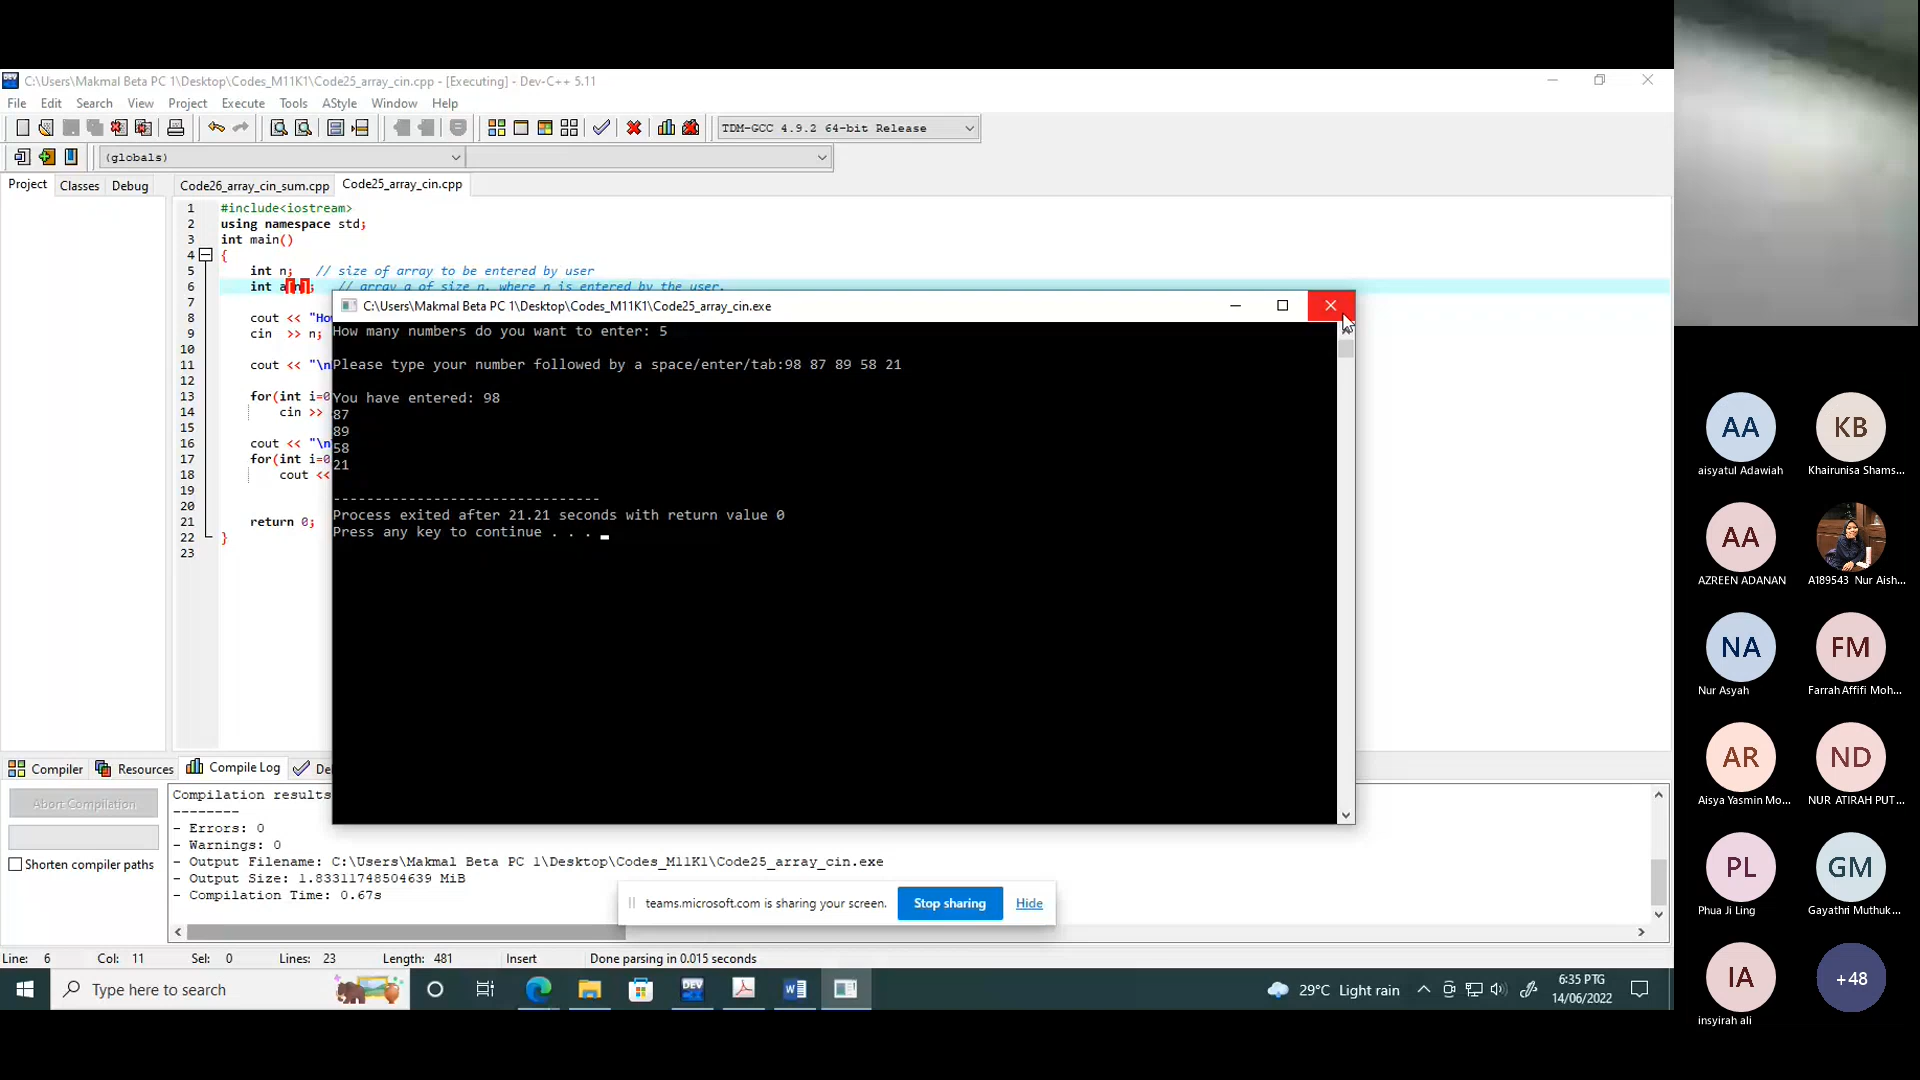 C:\Users\Makmal Beta PC 1\Desktop\Codes_M11K1\Code25_array_cin.cpp - [Executing] - Dev-C++ 5.11
File Edit Search View Project Execute Tools AStyle Window Help
TDM-GCC 4.9.2 64-bit Release
(globals)
Project Classes Debug Code26_array_cin_sum.cpp Code25_array_cin.cpp
1 #include<iostream>
2 using namespace std;
3 int main()
4 {
5 int n; // size of array to be entered by user
6 int a[n]; // array a of size n, where n is entered by the user.
7
8 cout << "Ho
9 cin >> n;
10
11 cout << "\n
12
13 for(int i=0
14 cin >>
15
16 cout << "\n
17 for(int i=0
18 cout <<
19
20
21 return 0;
22 }
23
C:\Users\Makmal Beta PC 1\Desktop\Codes_M11K1\Code25_array_cin.exe
How many numbers do you want to enter: 5
Please type your number followed by a space/enter/tab:98 87 89 58 21
You have entered: 98
87
89
58
21
--------------------------------
Process exited after 21.21 seconds with return value 0
Press any key to continue . . .
Compiler Resources Compile Log De
Abort Compilation
Shorten compiler paths
Compilation results
--------
- Errors: 0
- Warnings: 0
- Output Filename: C:\Users\Makmal Beta PC 1\Desktop\Codes_M11K1\Code25_array_cin.exe
- Output Size: 1.83311748504639 MiB
- Compilation Time: 0.67s
teams.microsoft.com is sharing your screen. Stop sharing Hide
Line: 6 Col: 11 Sel: 0 Lines: 23 Length: 481 Insert Done parsing in 0.015 seconds
Type here to search
DEV
29°C Light rain
6:35 PTG
14/06/2022
AA KB
aisyatul Adawiah Khairunisa Shams...
AA
AZREEN ADANAN A189543 Nur Aish...
NA FM
Nur Asyah Farrah Affifi Moh...
AR ND
Aisya Yasmin Mo... NUR ATIRAH PUT...
PL GM
Phua Ji Ling Gayathri Muthuk...
IA +48
insyirah ali